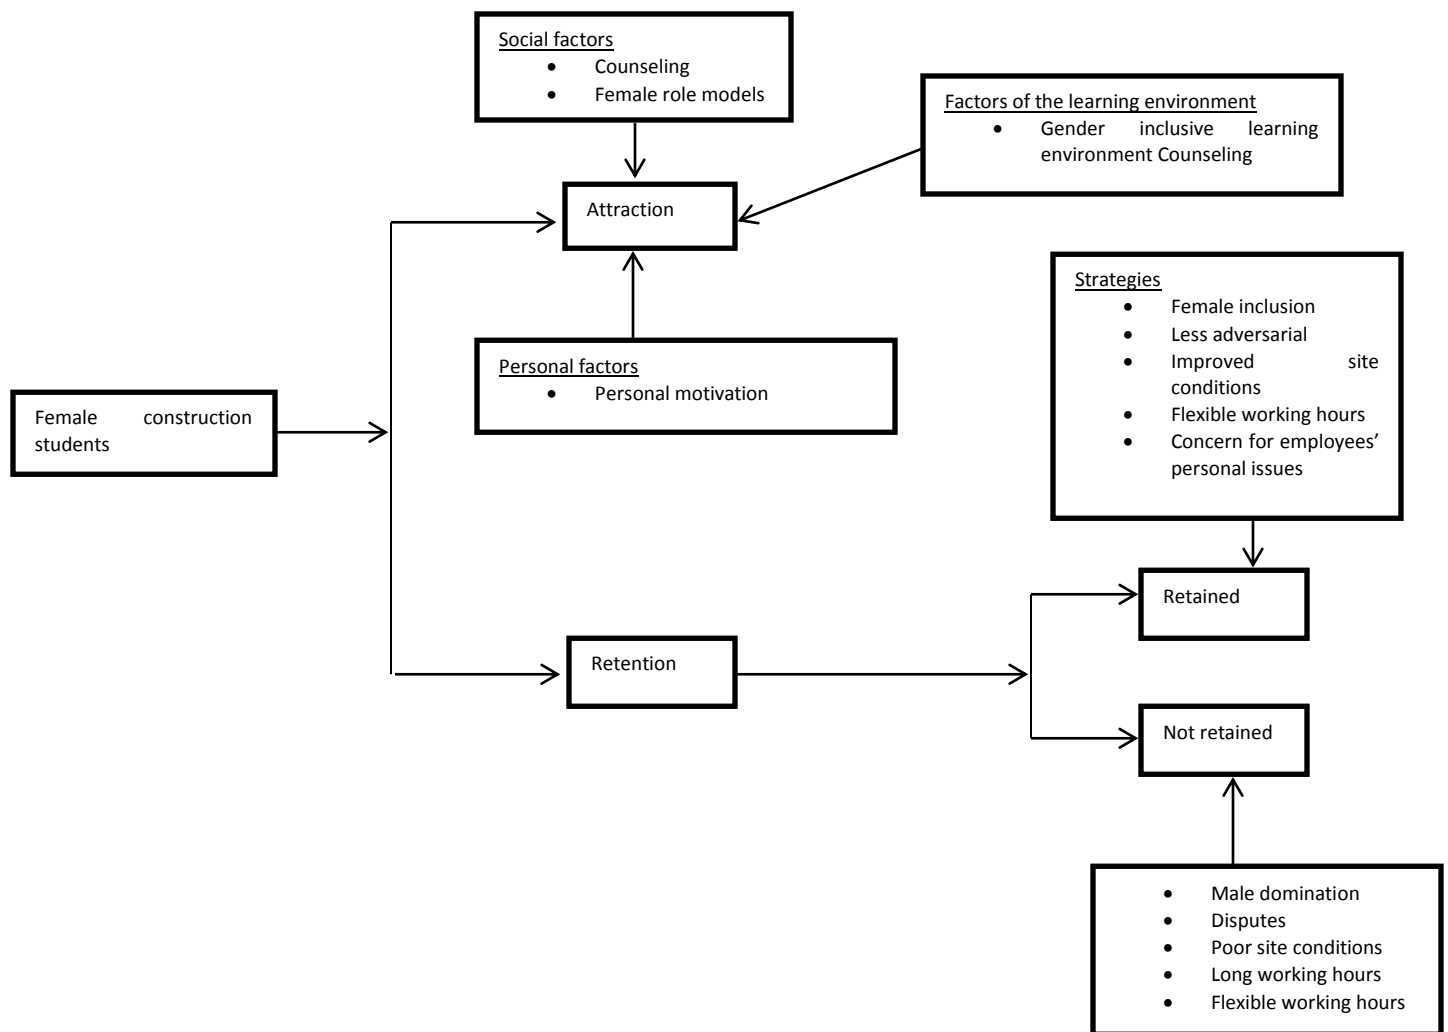 Social factors
• Counseling
• Female role models
Factors of the learning environment
• Gender inclusive learning
environment Counseling
Attraction
Strategies
• Female inclusion
• Less adversarial
• Improved site
conditions
• Flexible working hours
• Concern for employees’
personal issues
Personal factors
• Personal motivation
Female construction
students
Retained
Retention
Not retained
• Male domination
• Disputes
• Poor site conditions
• Long working hours
• Flexible working hours